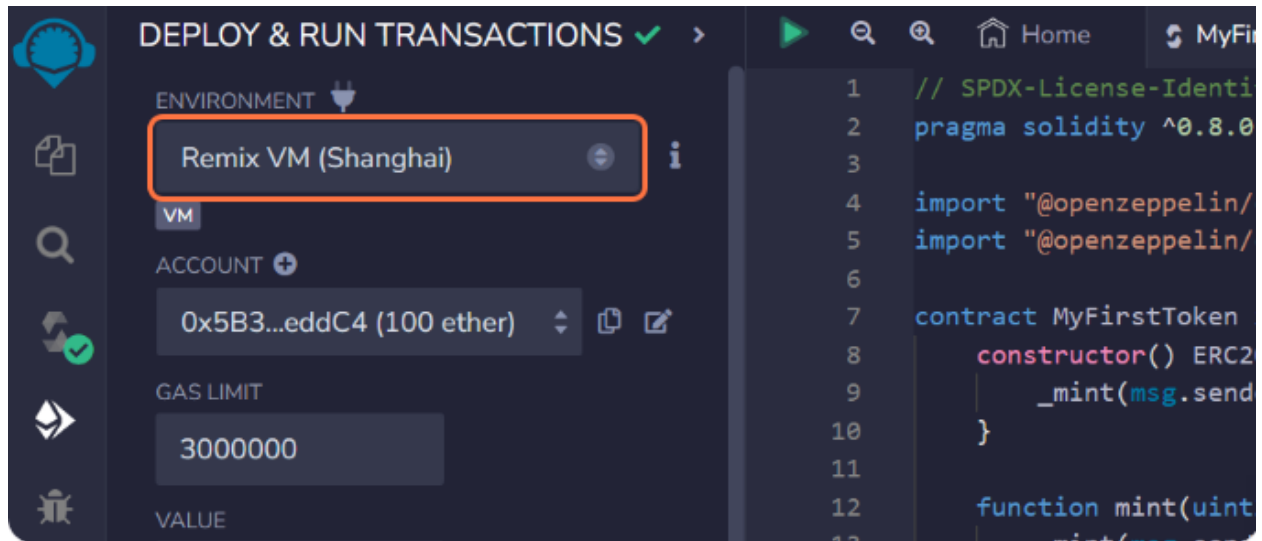 DEPLOY & RUN TRANSACTIONS
ENVIRONMENT
Remix VM (Shanghai)
VM
ACCOUNT
0x5B3...eddC4 (100 ether)
GAS LIMIT
3000000
VALUE
Home MyFir
1 // SPDX-License-Identi
2 pragma solidity ^0.8.0
3
4 import "@openzeppelin/
5 import "@openzeppelin/
6
7 contract MyFirstToken
8 constructor() ERC2
9 _mint(msg.send
10 }
11
12 function mint(uint